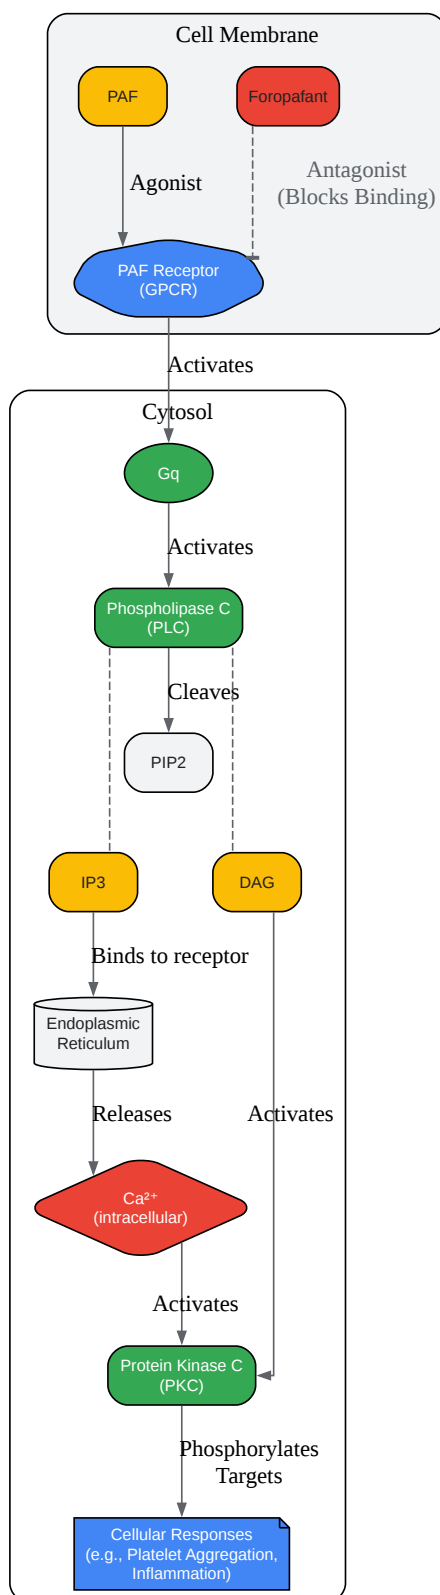 Cell Membrane
PAF
Foropafant
Agonist
Antagonist
(Blocks Binding)
PAF Receptor
(GPCR)
Activates
Cytosol
Gq
Activates
Phospholipase C
(PLC)
Cleaves
PIP2
IP3
DAG
Binds to receptor
Endoplasmic
Reticulum
Releases
Activates
Ca²⁺
(intracellular)
Activates
Protein Kinase C
(PKC)
Phosphorylates
Targets
Cellular Responses
(e.g., Platelet Aggregation,
Inflammation)